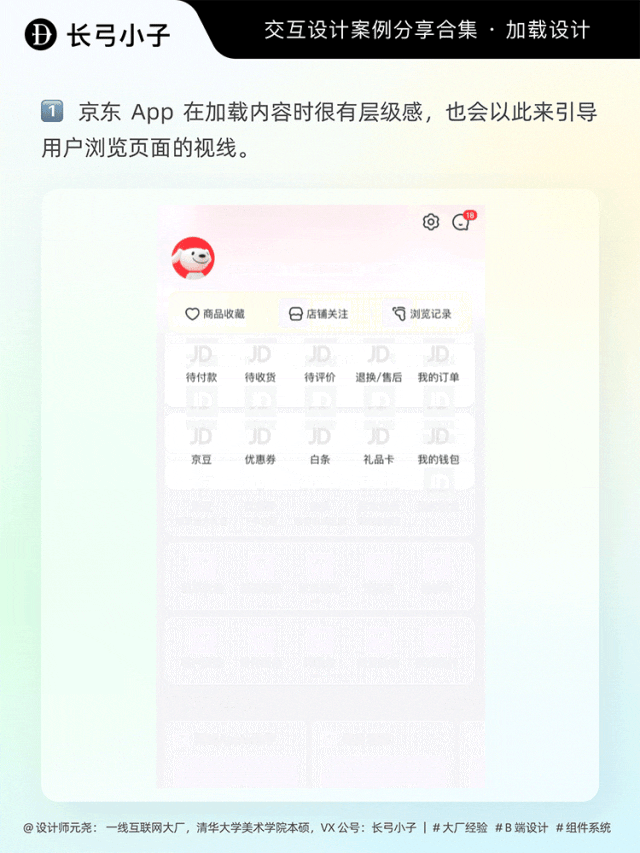 长弓小子
交互设计案例分享合集 · 加载设计
1 京东 App 在加载内容时很有层级感，也会以此来引导
用户浏览页面的视线。
18
商品收藏 店铺关注 浏览记录
JD JD JD JD JD
待付款 待收货 待评价 退换/售后 我的订单
JD JD JD JD JD
京豆 优惠券 白条 礼品卡 我的钱包
@设计师元尧： 一线互联网大厂，清华大学美术学院本硕，VX 公号：长弓小子 | #大厂经验 #B 端设计 #组件系统